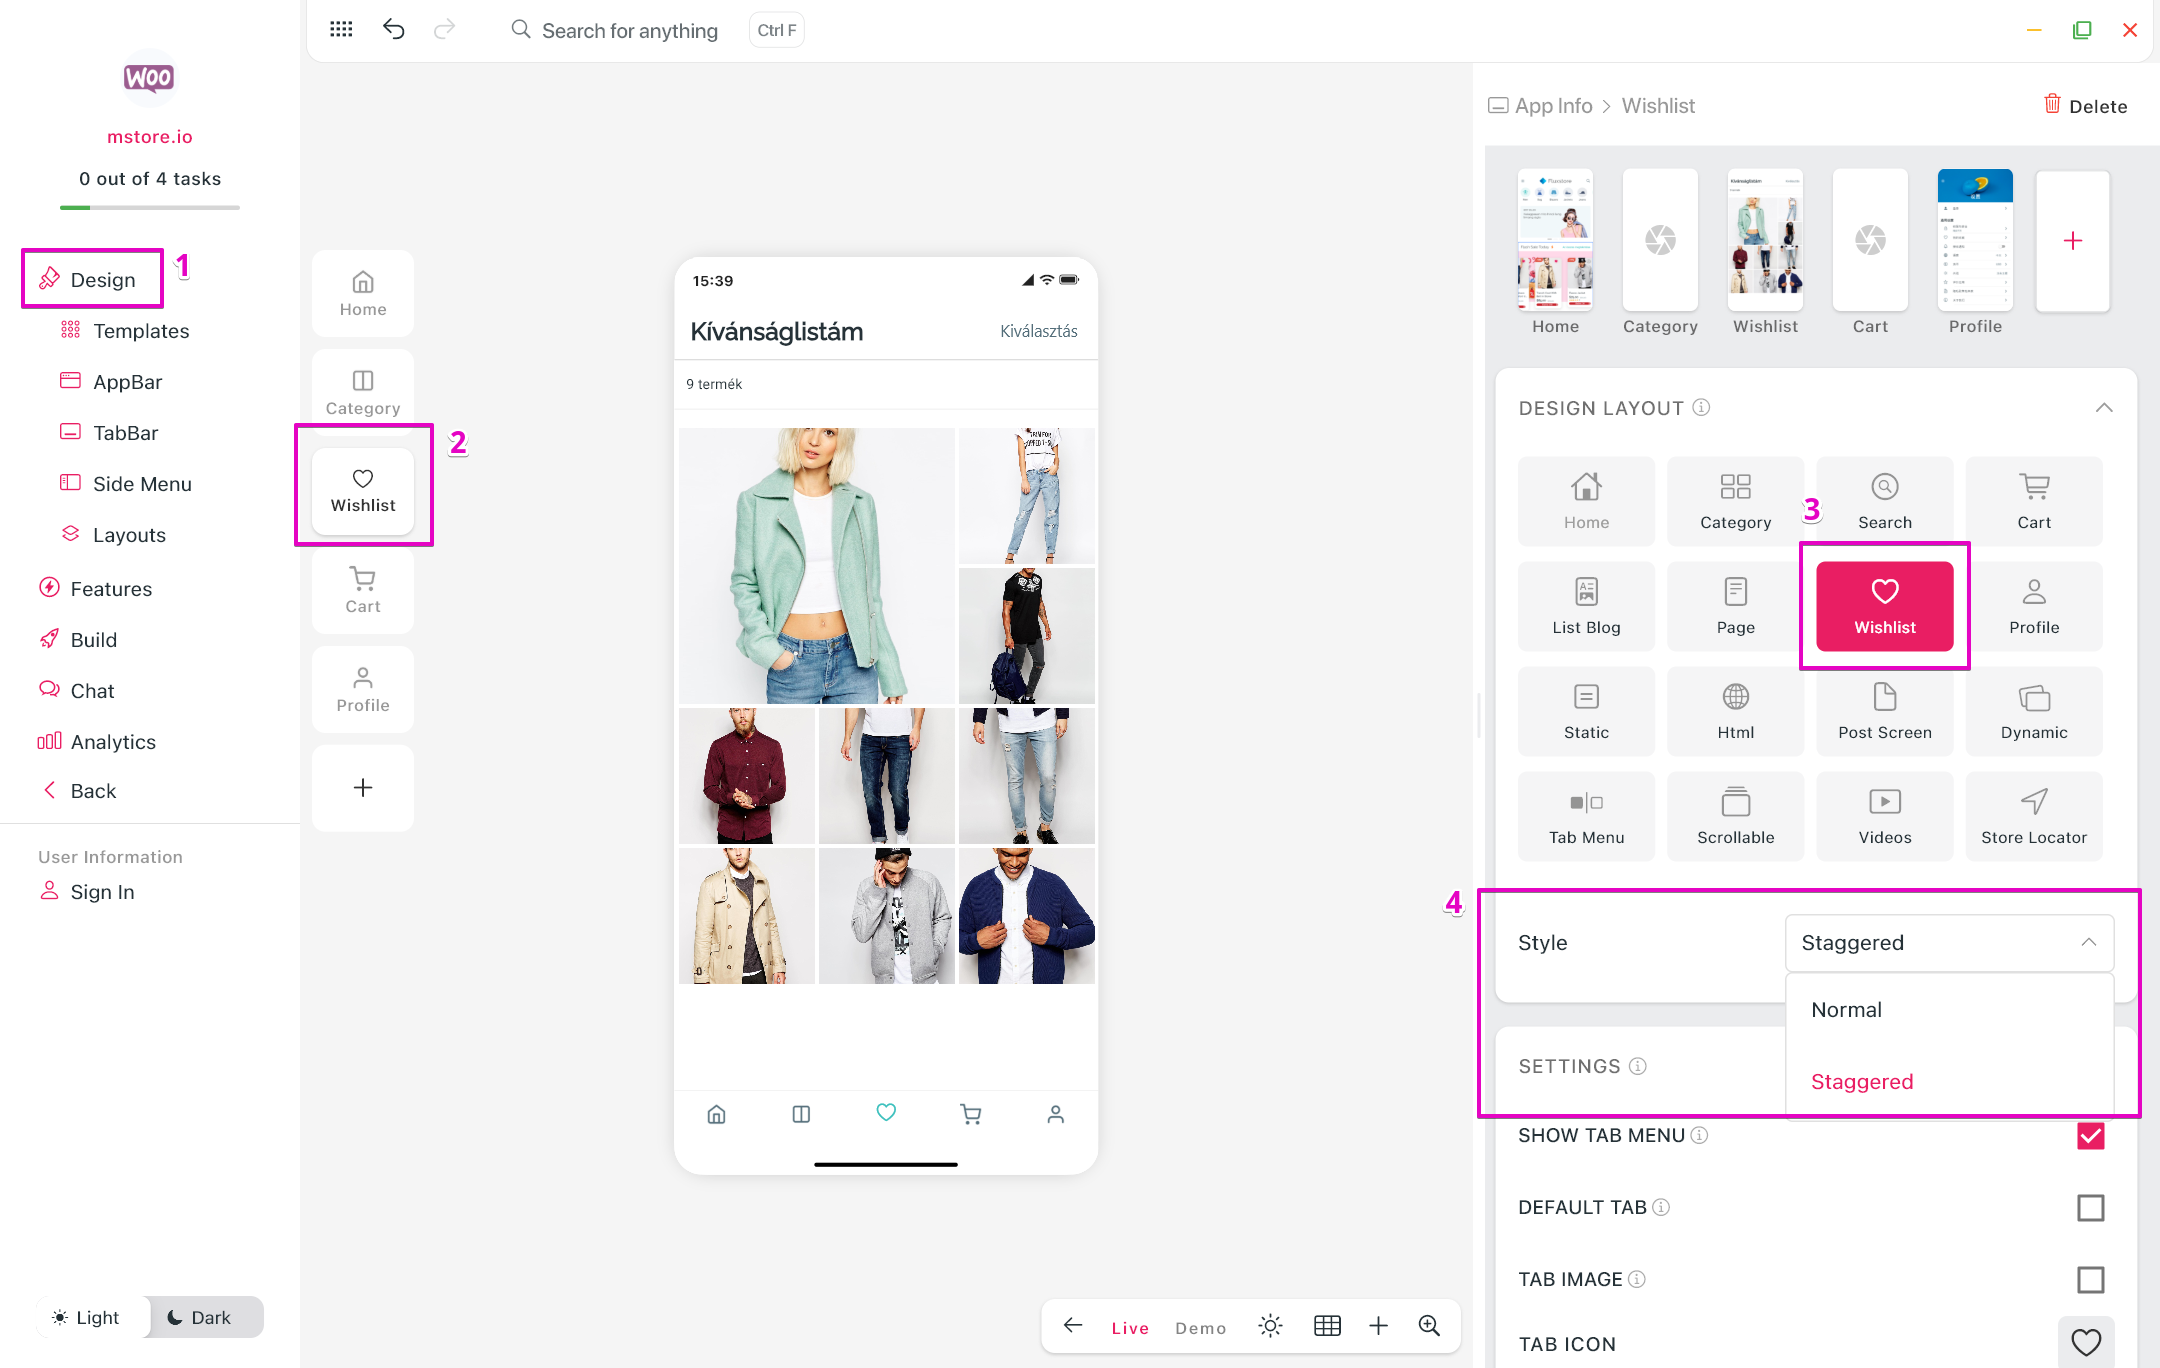 Search for anything
Ctrl F
WOO
mstore.io
0 out of 4 tasks
Design
1
Templates
AppBar
TabBar
Side Menu
Layouts
Features
Build
Chat
Analytics
Back
User Information
Sign In
Light
Dark
Home
Category
2
Wishlist
Cart
Profile
15:39
Kívánságlistám
Kiválasztás
9 termék
Live
Demo
App Info > Wishlist
Delete
Home
Category
Wishlist
Cart
Profile
DESIGN LAYOUT
Home
Category
3
Search
Cart
List Blog
Page
Wishlist
Profile
Static
Html
Post Screen
Dynamic
Tab Menu
Scrollable
Videos
Store Locator
4
Style
Staggered
Normal
Staggered
SETTINGS
SHOW TAB MENU
DEFAULT TAB
TAB IMAGE
TAB ICON